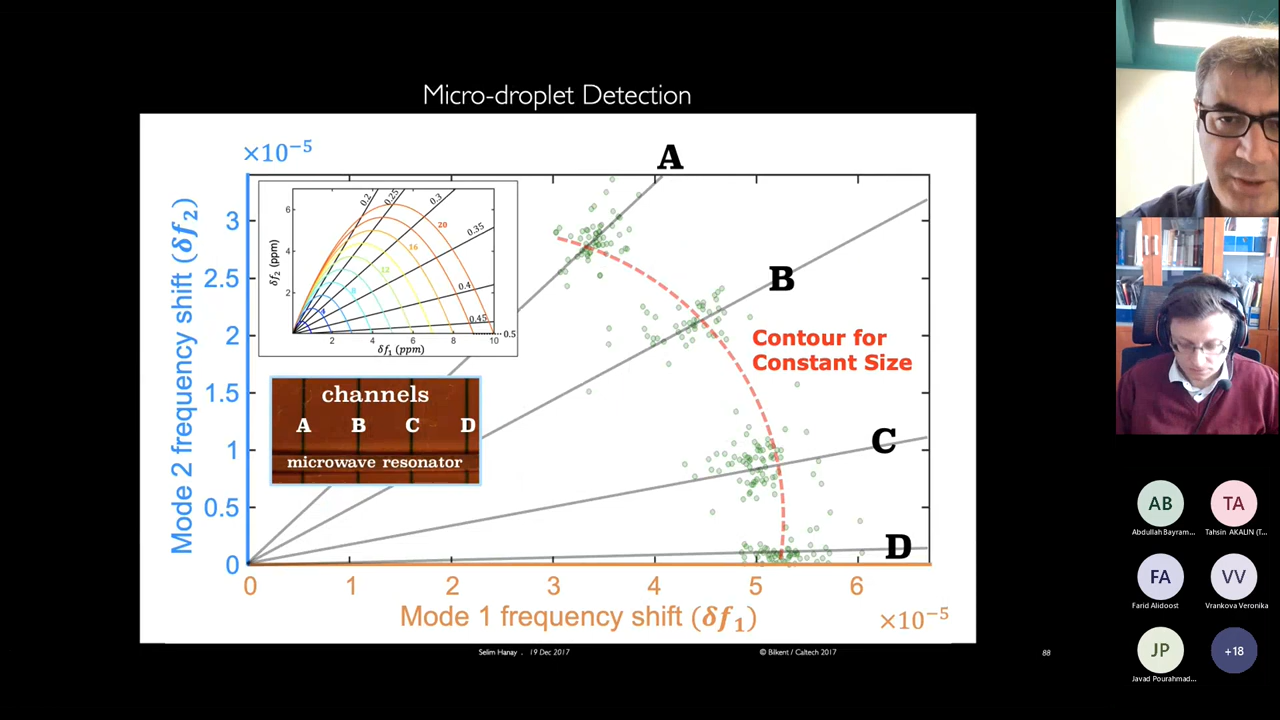 Micro-droplet Detection
×10⁻⁵
A
B
C
D
Contour for
Constant Size
Mode 2 frequency shift (δf₂)
3
2.5
2
1.5
1
0.5
0
0 1 2 3 4 5 6
Mode 1 frequency shift (δf₁)
×10⁻⁵
δf₂ (ppm)
6
4
2
2 4 6 8 10
δf₁ (ppm)
0.2
0.25
0.3
0.35
0.4
0.45
0.5
20
16
12
8
4
channels
A B C D
microwave resonator
Selim Hanay . 19 Dec 2017
© Bilkent / Caltech 2017
88
AB
Abdullah Bayram...
TA
Tahsin AKALIN (T...
FA
Farid Alidoost
VV
Vrankova Veronika
JP
Javad Pourahmad...
+18